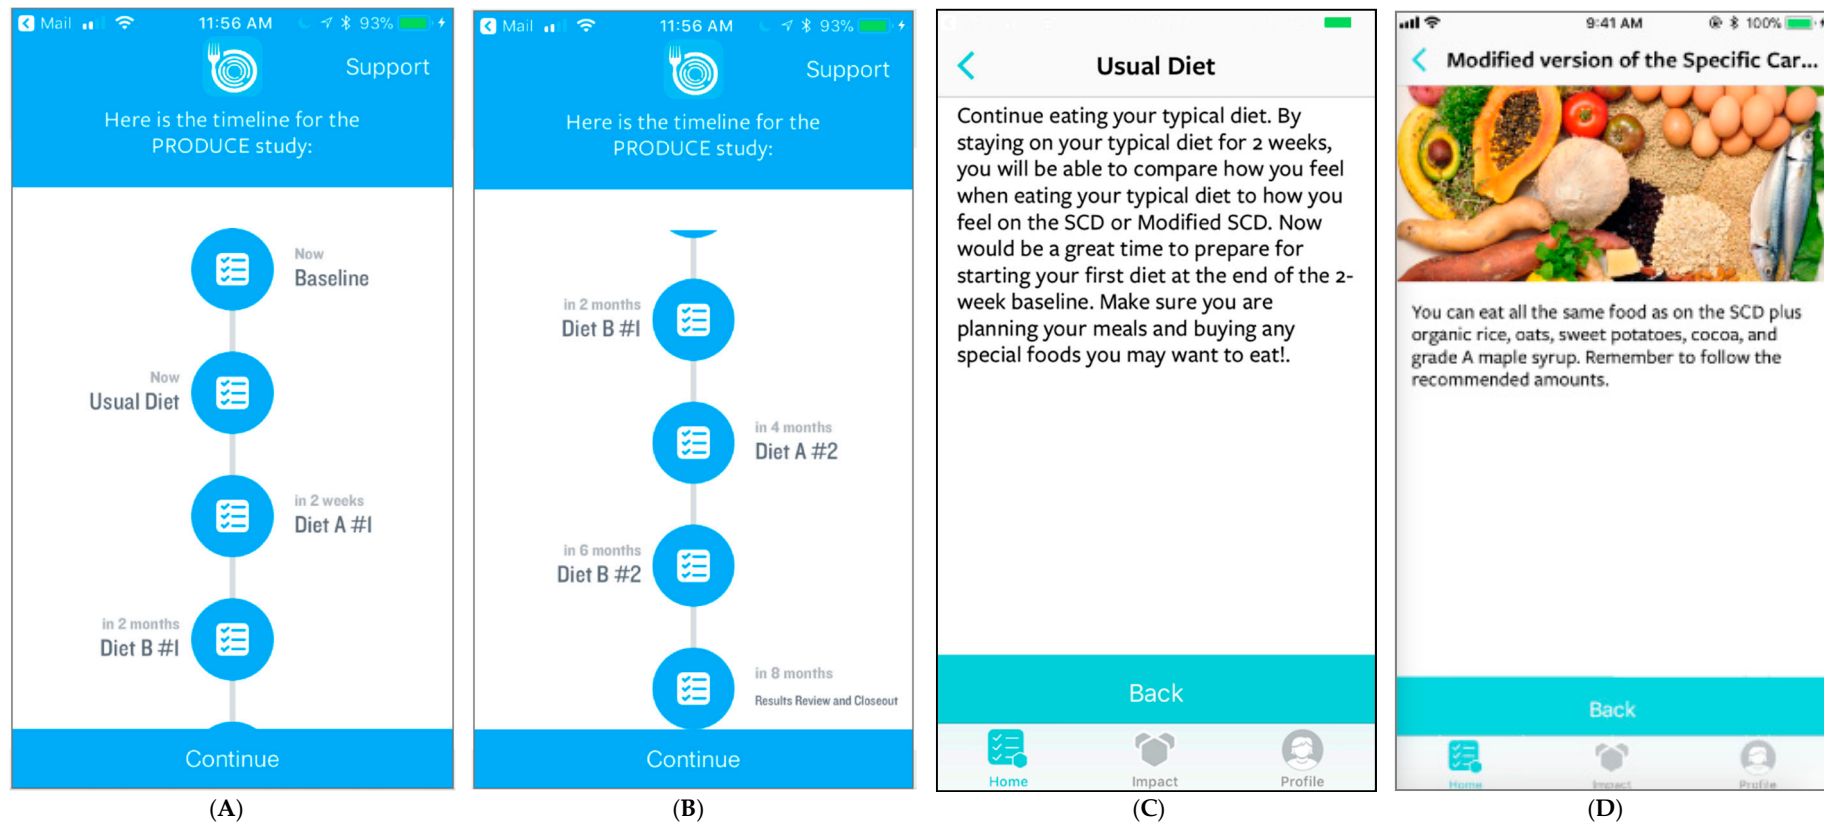 Mail 11:56 AM 93%
Support
Here is the timeline for the
PRODUCE study:
Now
Baseline
Now
Usual Diet
in 2 weeks
Diet A #1
in 2 months
Diet B #1
Continue
(A)
Mail 11:56 AM 93%
Support
Here is the timeline for the
PRODUCE study:
in 2 months
Diet B #1
in 4 months
Diet A #2
in 6 months
Diet B #2
in 8 months
Results Review and Closeout
Continue
(B)
Usual Diet
Continue eating your typical diet. By
staying on your typical diet for 2 weeks,
you will be able to compare how you feel
when eating your typical diet to how you
feel on the SCD or Modified SCD. Now
would be a great time to prepare for
starting your first diet at the end of the 2-
week baseline. Make sure you are
planning your meals and buying any
special foods you may want to eat!.
Back
Home Impact Profile
(C)
9:41 AM 100%
Modified version of the Specific Car...
You can eat all the same food as on the SCD plus
organic rice, oats, sweet potatoes, cocoa, and
grade A maple syrup. Remember to follow the
recommended amounts.
Back
Home Impact Profile
(D)